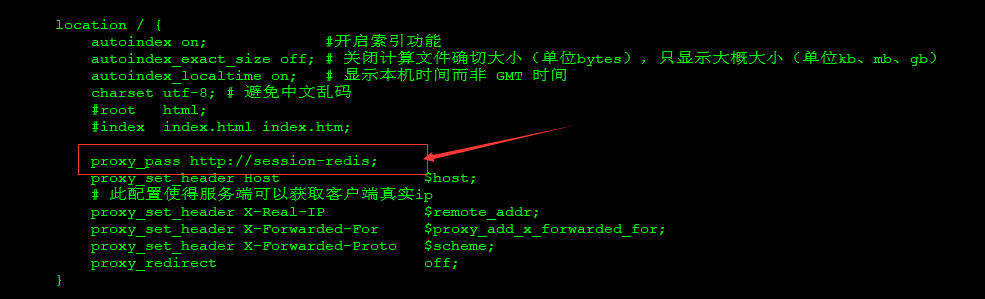 location / {
autoindex on; #开启索引功能
autoindex_exact_size off; # 关闭计算文件确切大小（单位bytes），只显示大概大小（单位kb、mb、gb）
autoindex_localtime on; # 显示本机时间而非 GMT 时间
charset utf-8; # 避免中文乱码
#root html;
#index index.html index.htm;
proxy_pass http://session-redis;
proxy_set_header Host $host;
# 此配置使得服务端可以获取客户端真实ip
proxy_set_header X-Real-IP $remote_addr;
proxy_set_header X-Forwarded-For $proxy_add_x_forwarded_for;
proxy_set_header X-Forwarded-Proto $scheme;
proxy_redirect off;
}